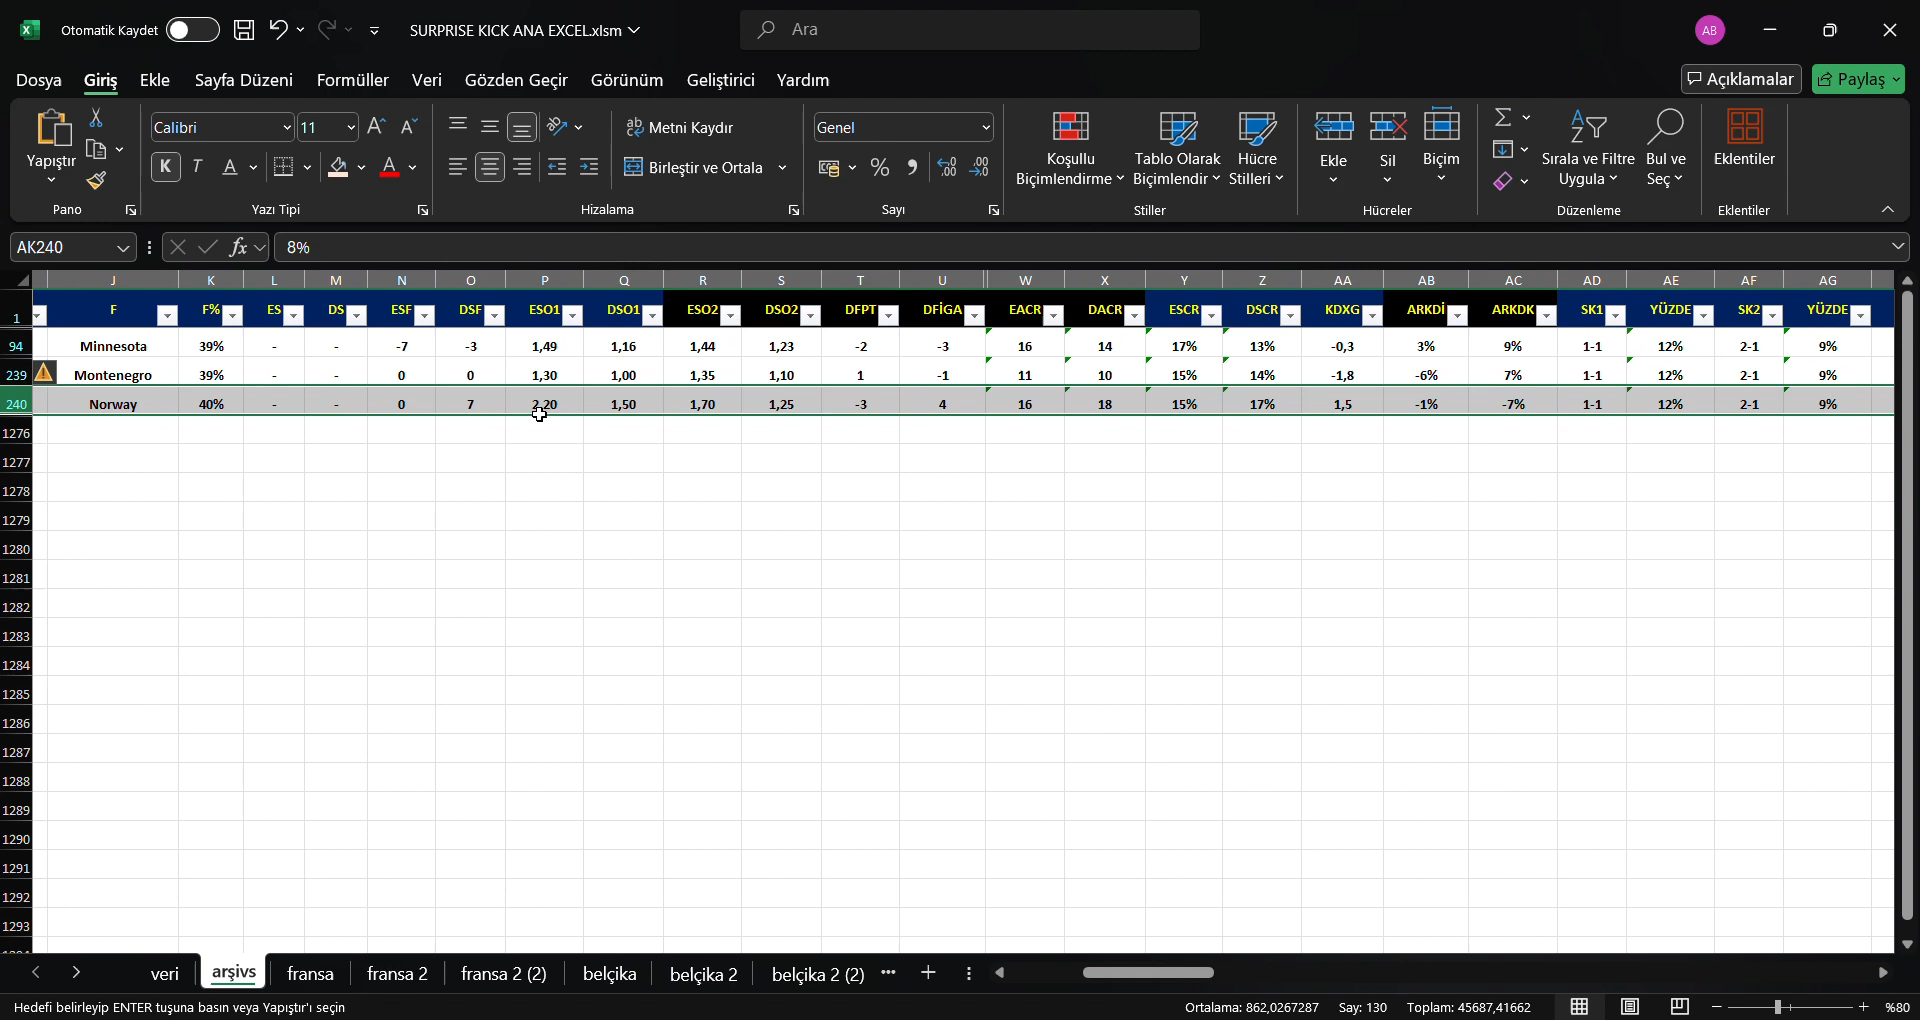 Otomatik Kaydet SURPRISE KICK ANA EXCEL.xlsm Ara AB
Dosya Giriş Ekle Sayfa Düzeni Formüller Veri Gözden Geçir Görünüm Geliştirici Yardım Açıklamalar Paylaş
Yapıştır
Pano
Calibri 11
K T A A
Yazı Tipi
Metni Kaydır
Birleştir ve Ortala
Hizalama
Genel
Sayı
Koşullu Biçimlendirme
Tablo Olarak Biçimlendir
Hücre Stilleri
Stiller
Ekle Sil Biçim
Hücreler
Sırala ve Filtre Uygula
Bul ve Seç
Düzenleme
Eklentiler
Eklentiler
AK240 fx 8%
J K L M N O P Q R S T U W X Y Z AA AB AC AD AE AF AG
1 F F% ES DS ESF DSF ESO1 DSO1 ESO2 DSO2 DFPT DFİGA EACR DACR ESCR DSCR KDXG ARKDİ ARKDK SK1 YÜZDE SK2 YÜZDE
94 Minnesota 39% - - -7 -3 1,49 1,16 1,44 1,23 -2 -3 16 14 17% 13% -0,3 3% 9% 1-1 12% 2-1 9%
239 Montenegro 39% - - 0 0 1,30 1,00 1,35 1,10 1 -1 11 10 15% 14% -1,8 -6% 7% 1-1 12% 2-1 9%
240 Norway 40% - - 0 7 2,20 1,50 1,70 1,25 -3 4 16 18 15% 17% 1,5 -1% -7% 1-1 12% 2-1 9%
1276
1277
1278
1279
1280
1281
1282
1283
1284
1285
1286
1287
1288
1289
1290
1291
1292
1293
veri arşivs fransa fransa 2 fransa 2 (2) belçika belçika 2 belçika 2 (2)
Hedefi belirleyip ENTER tuşuna basın veya Yapıştır'ı seçin Ortalama: 862,0267287 Say: 130 Toplam: 45687,41662 %80